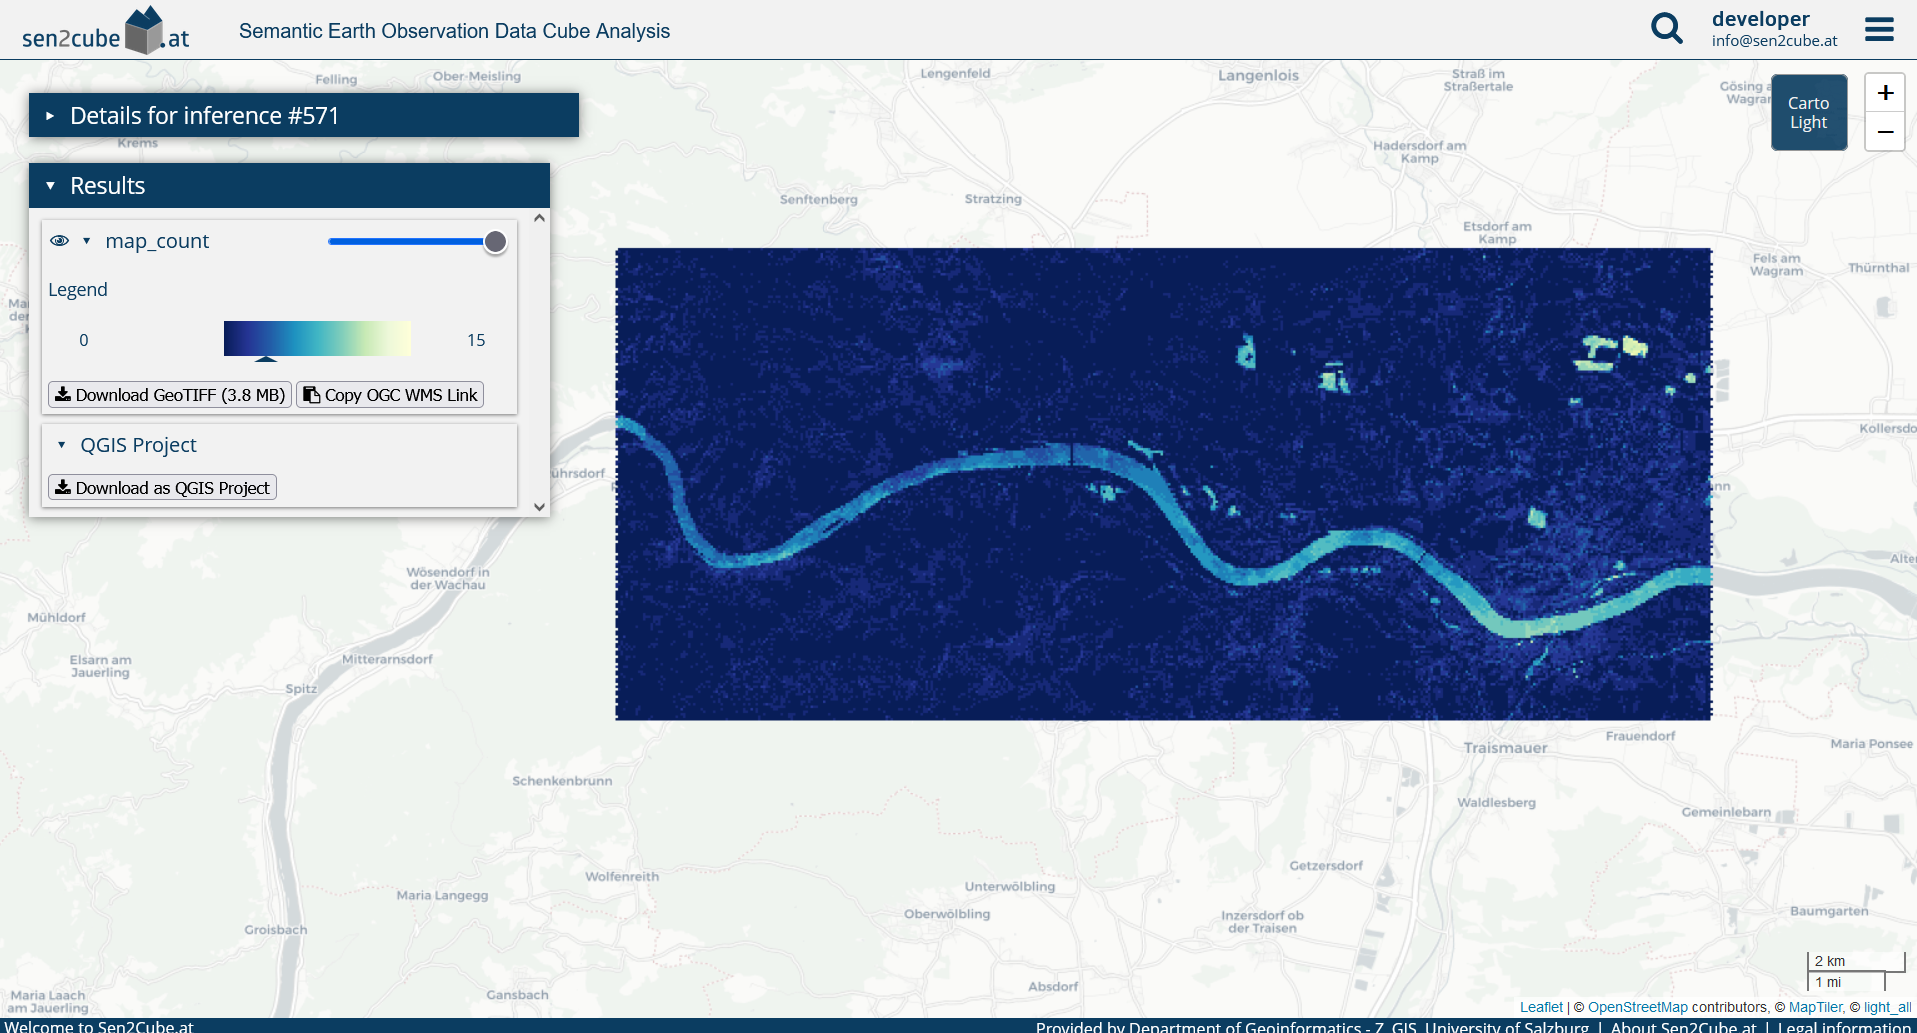 sen2cube.at
Semantic Earth Observation Data Cube Analysis
developer
info@sen2cube.at
Felling
Ober-Meisling
Lengenfeld
Langenlois
Straß im
Straßertale
Gösing a
Wagram
Carto
Light
+
−
Details for inference #571
Krems
Hadersdorf am
Kamp
Results
Senftenberg
Stratzing
Etsdorf am
Kamp
Fels am
Wagram
Thürnthal
map_count
Legend
0
15
Download GeoTIFF (3.8 MB)
Copy OGC WMS Link
QGIS Project
Download as QGIS Project
Kollersdo
ührsdorf
nn
Wösendorf in
der Wachau
Alte
Mühldorf
Elsarn am
Jauerling
Mitterarnsdorf
Spitz
Traismauer
Frauendorf
Maria Ponsee
Schenkenbrunn
Waldlesberg
Gemeinlebarn
Getzersdorf
Wolfenreith
Maria Langegg
Unterwölbling
Oberwölbling
Inzersdorf ob
der Traisen
Baumgarten
Groisbach
2 km
1 mi
Maria Laach
am Jauerling
Gansbach
Absdorf
Leaflet | © OpenStreetMap contributors, © MapTiler, © light_all
Welcome to Sen2Cube.at
Provided by Department of Geoinformatics - Z_GIS, University of Salzburg | About Sen2Cube.at | Legal information